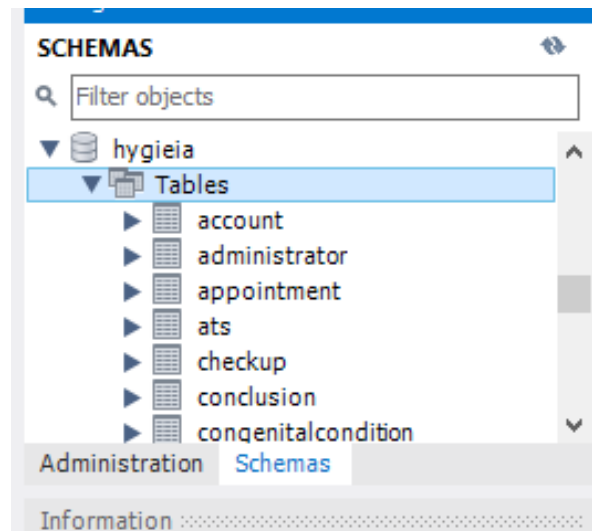 SCHEMAS
Filter objects
hygieia
Tables
account
administrator
appointment
ats
checkup
conclusion
congenitalcondition
Administration Schemas
Information